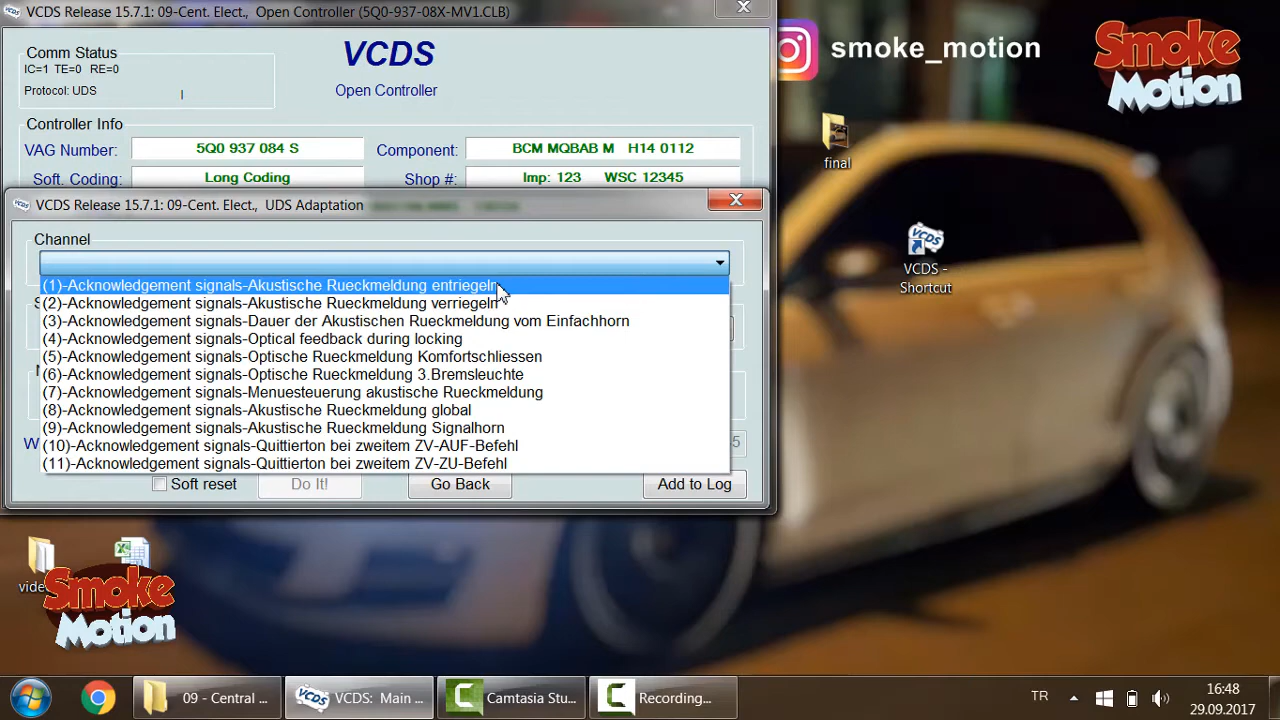 VCDS Release 15.7.1: 09-Cent. Elect., Open Controller (5Q0-937-08X-MV1.CLB)
smoke_motion
Smoke
Motion
Comm Status
IC=1 TE=0 RE=0
Protocol: UDS
VCDS
Open Controller
Controller Info
VAG Number:
5Q0 937 084 S
Component:
BCM MQBAB M H14 0112
Soft. Coding:
Long Coding
Shop #:
Imp: 123 WSC 12345
final
VCDS -
Shortcut
VCDS Release 15.7.1: 09-Cent. Elect., UDS Adaptation
Channel
(1)-Acknowledgement signals-Akustische Rueckmeldung entriegeln
(2)-Acknowledgement signals-Akustische Rueckmeldung verriegeln
(3)-Acknowledgement signals-Dauer der Akustischen Rueckmeldung vom Einfachhorn
(4)-Acknowledgement signals-Optical feedback during locking
(5)-Acknowledgement signals-Optische Rueckmeldung Komfortschliessen
(6)-Acknowledgement signals-Optische Rueckmeldung 3.Bremsleuchte
(7)-Acknowledgement signals-Menuesteuerung akustische Rueckmeldung
(8)-Acknowledgement signals-Akustische Rueckmeldung global
(9)-Acknowledgement signals-Akustische Rueckmeldung Signalhorn
(10)-Acknowledgement signals-Quittierton bei zweitem ZV-AUF-Befehl
(11)-Acknowledgement signals-Quittierton bei zweitem ZV-ZU-Befehl
Soft reset
Do It!
Go Back
Add to Log
Smoke
Motion
09 - Central ...
VCDS: Main ...
Camtasia Stu...
Recording...
TR
16:48
29.09.2017